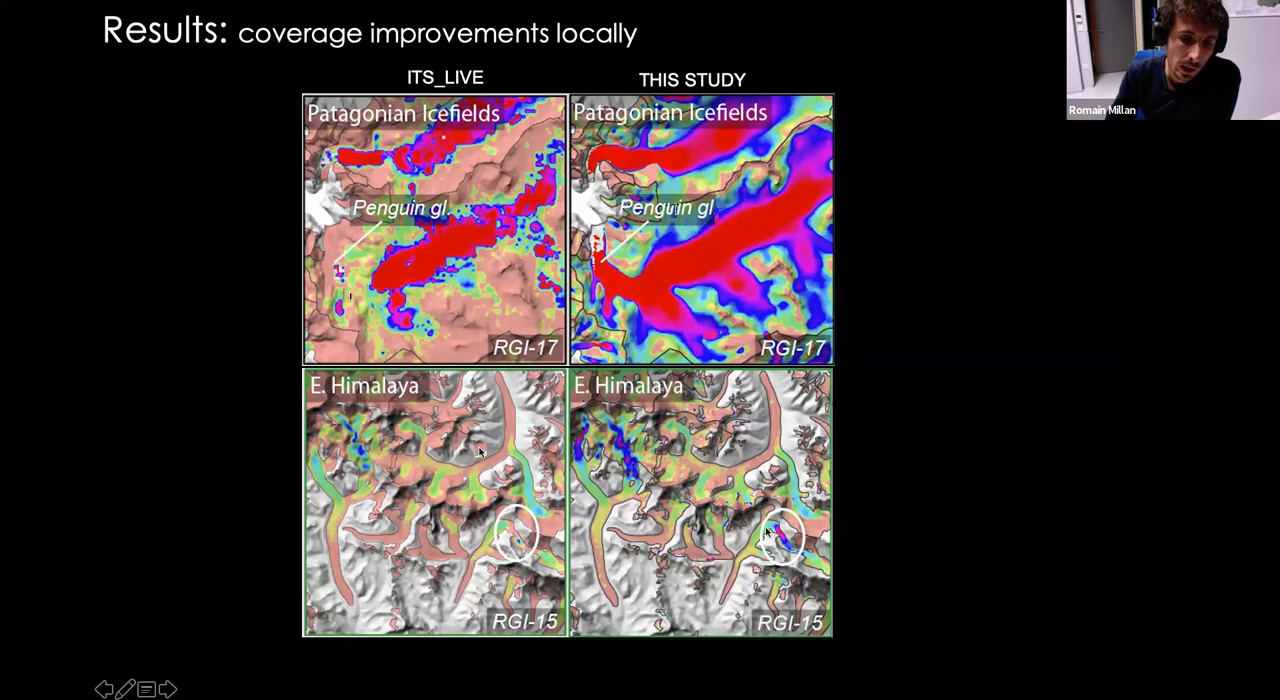 Results: coverage improvements locally
Romain Millan
ITS_LIVE
THIS STUDY
Patagonian Icefields
Patagonian Icefields
Penguin gl.
Penguin gl.
RGI-17
RGI-17
E. Himalaya
E. Himalaya
RGI-15
RGI-15